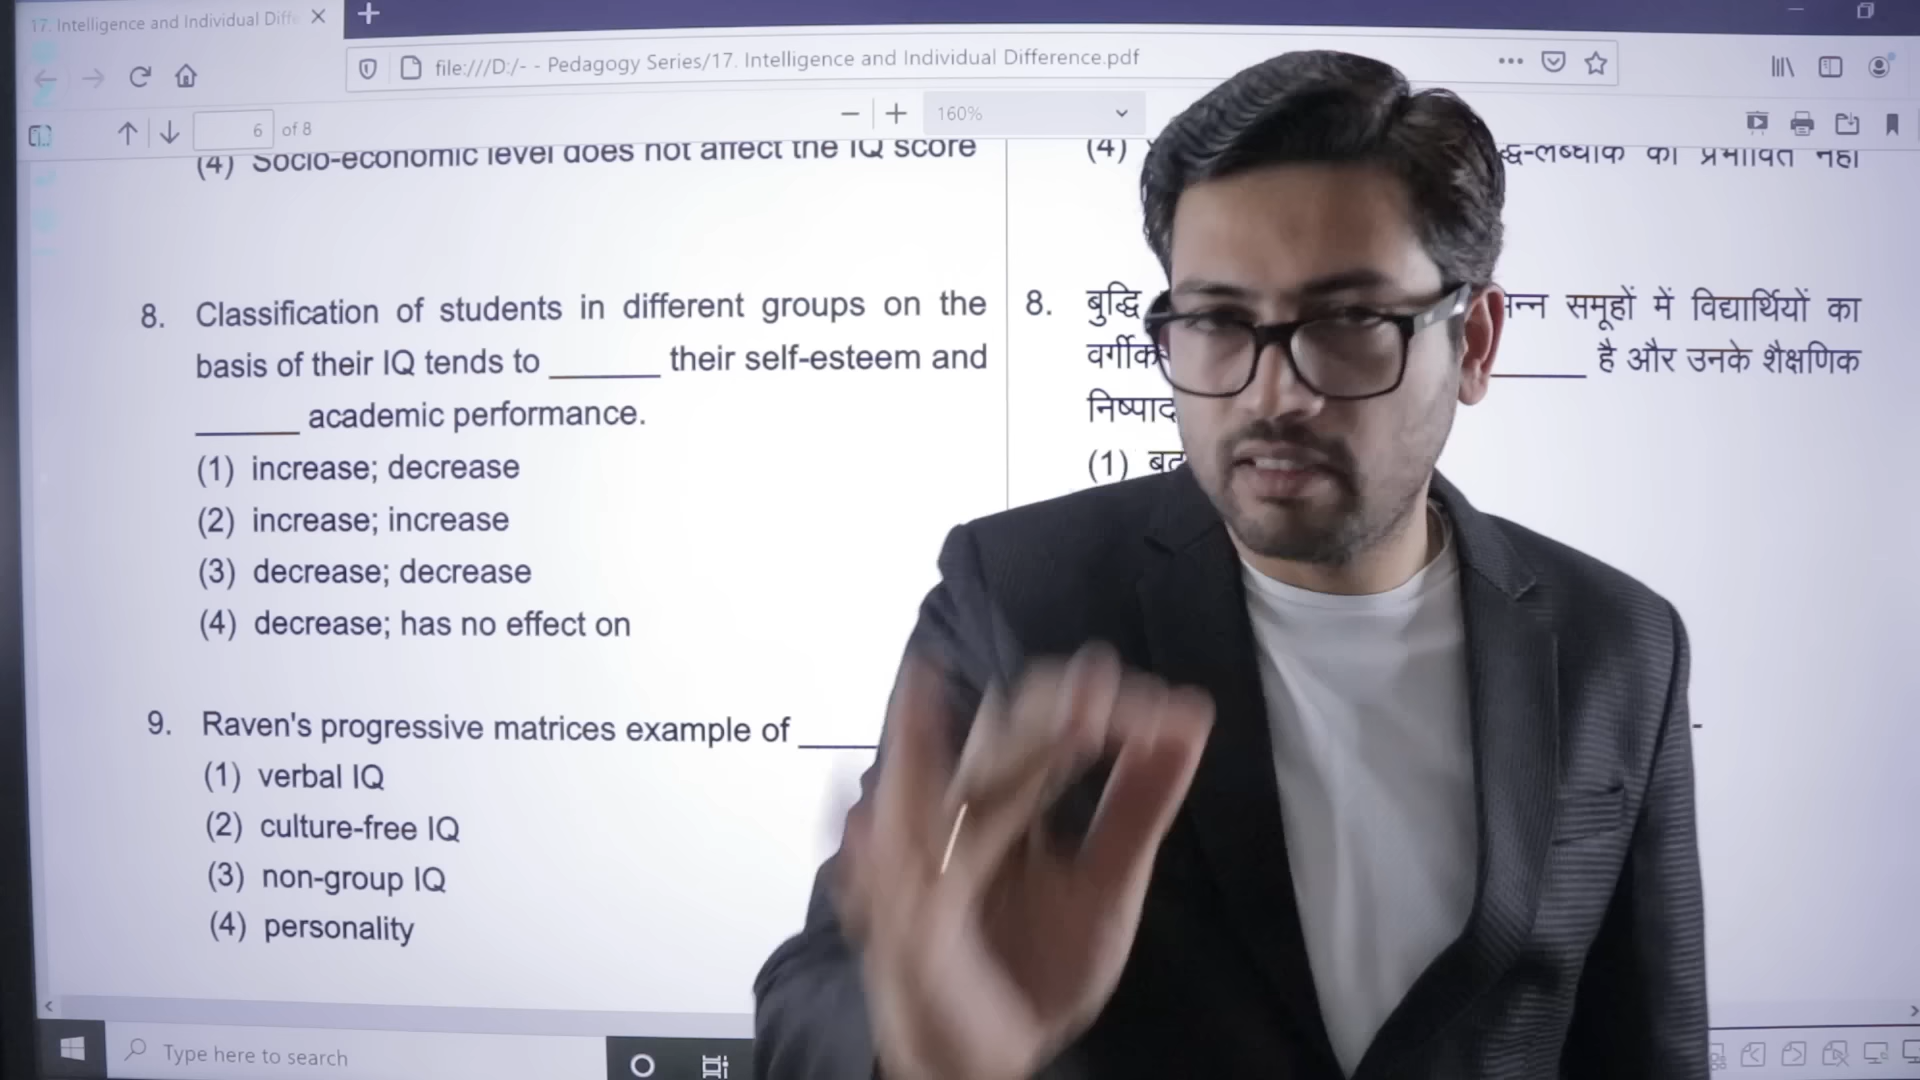 17. Intelligence and Individual Diffe
file:///D:/- - Pedagogy Series/17. Intelligence and Individual Difference.pdf
6 of 8
160%
(4) Socio-economic level does not affect the IQ score
(4)
8. Classification of students in different groups on the
basis of their IQ tends to ______ their self-esteem and
______ academic performance.
(1) increase; decrease
(2) increase; increase
(3) decrease; decrease
(4) decrease; has no effect on
8. बुद्धि समूहों में विद्यार्थियों का
______ है और उनके शैक्षणिक
(1)
9. Raven's progressive matrices example of ____
(1) verbal IQ
(2) culture-free IQ
(3) non-group IQ
(4) personality
Type here to search